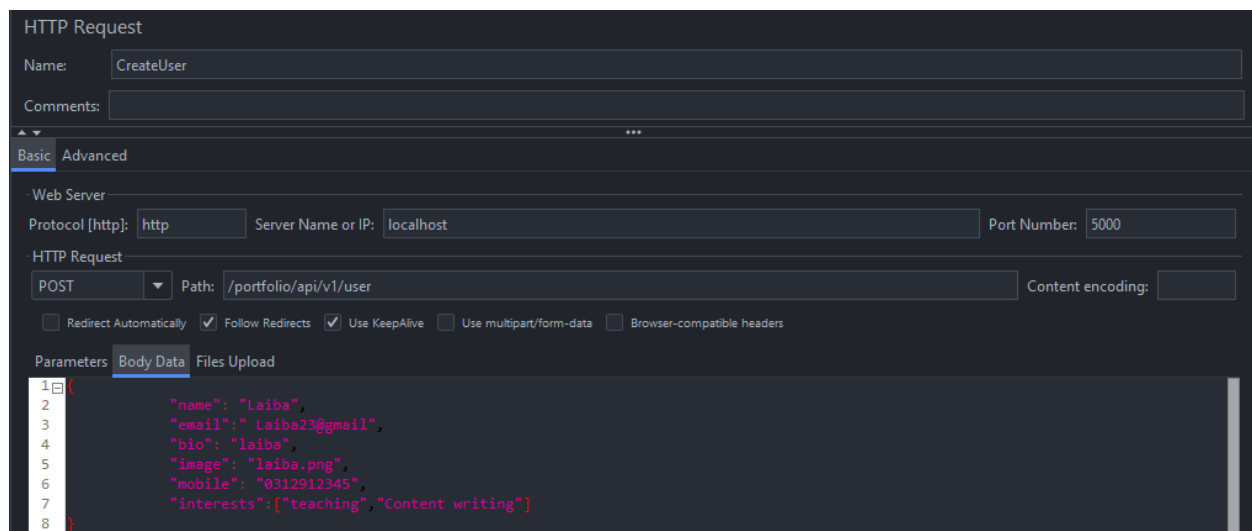 HTTP Request
Name: CreateUser
Comments:
Basic Advanced
Web Server
Protocol [http]: http Server Name or IP: localhost Port Number: 5000
HTTP Request
POST Path: /portfolio/api/v1/user Content encoding:
Redirect Automatically Follow Redirects Use KeepAlive Use multipart/form-data Browser-compatible headers
Parameters Body Data Files Upload
1 {
2 "name": "Laiba",
3 "email":" Laiba23@gmail",
4 "bio": "laiba",
5 "image": "laiba.png",
6 "mobile": "0312912345",
7 "interests":["teaching","Content writing"]
8 }